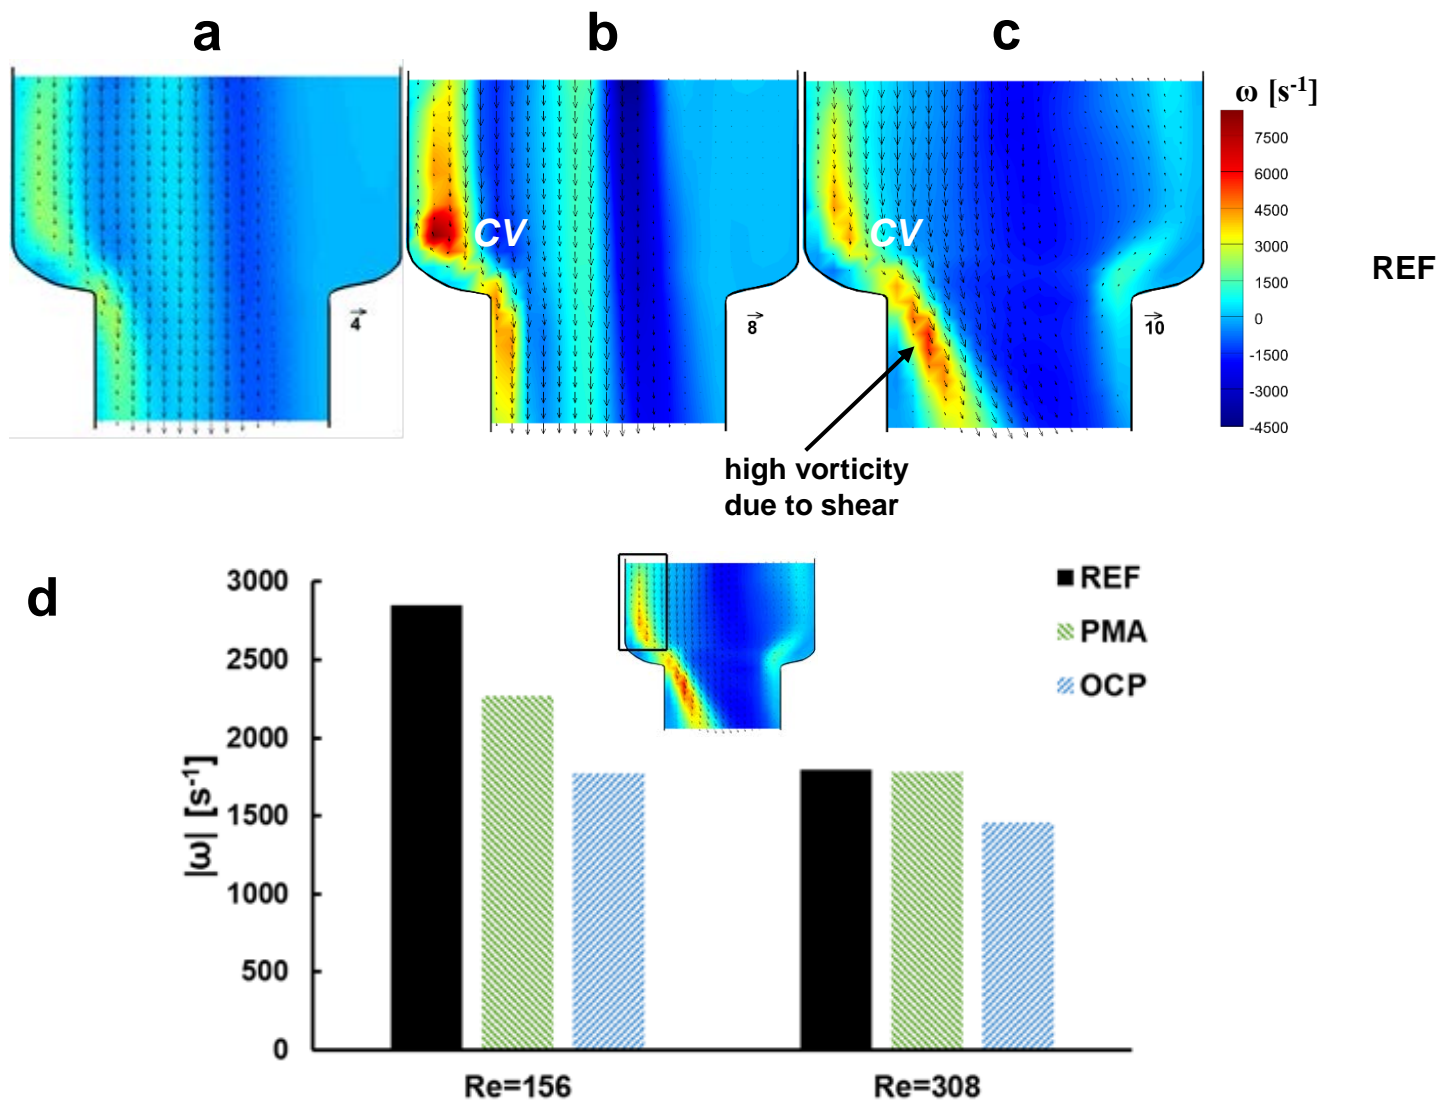 a
b
c
ω [s-1]
7500
6000
4500
3000
1500
0
-1500
-3000
-4500
REF
CV
CV
4
8
10
high vorticity
due to shear
d
3000
2500
2000
1500
1000
500
0
|ω| [s-1]
REF
PMA
OCP
Re=156
Re=308